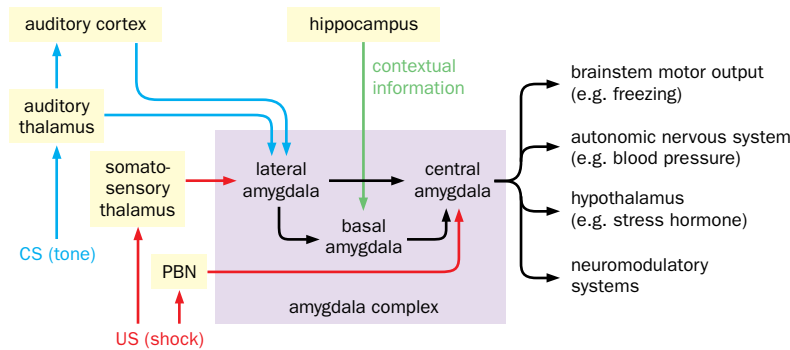 auditory cortex
hippocampus
contextual
information
auditory
thalamus
somato-
sensory
thalamus
lateral
amygdala
central
amygdala
basal
amygdala
CS (tone)
PBN
amygdala complex
US (shock)
brainstem motor output
(e.g. freezing)
autonomic nervous system
(e.g. blood pressure)
hypothalamus
(e.g. stress hormone)
neuromodulatory
systems